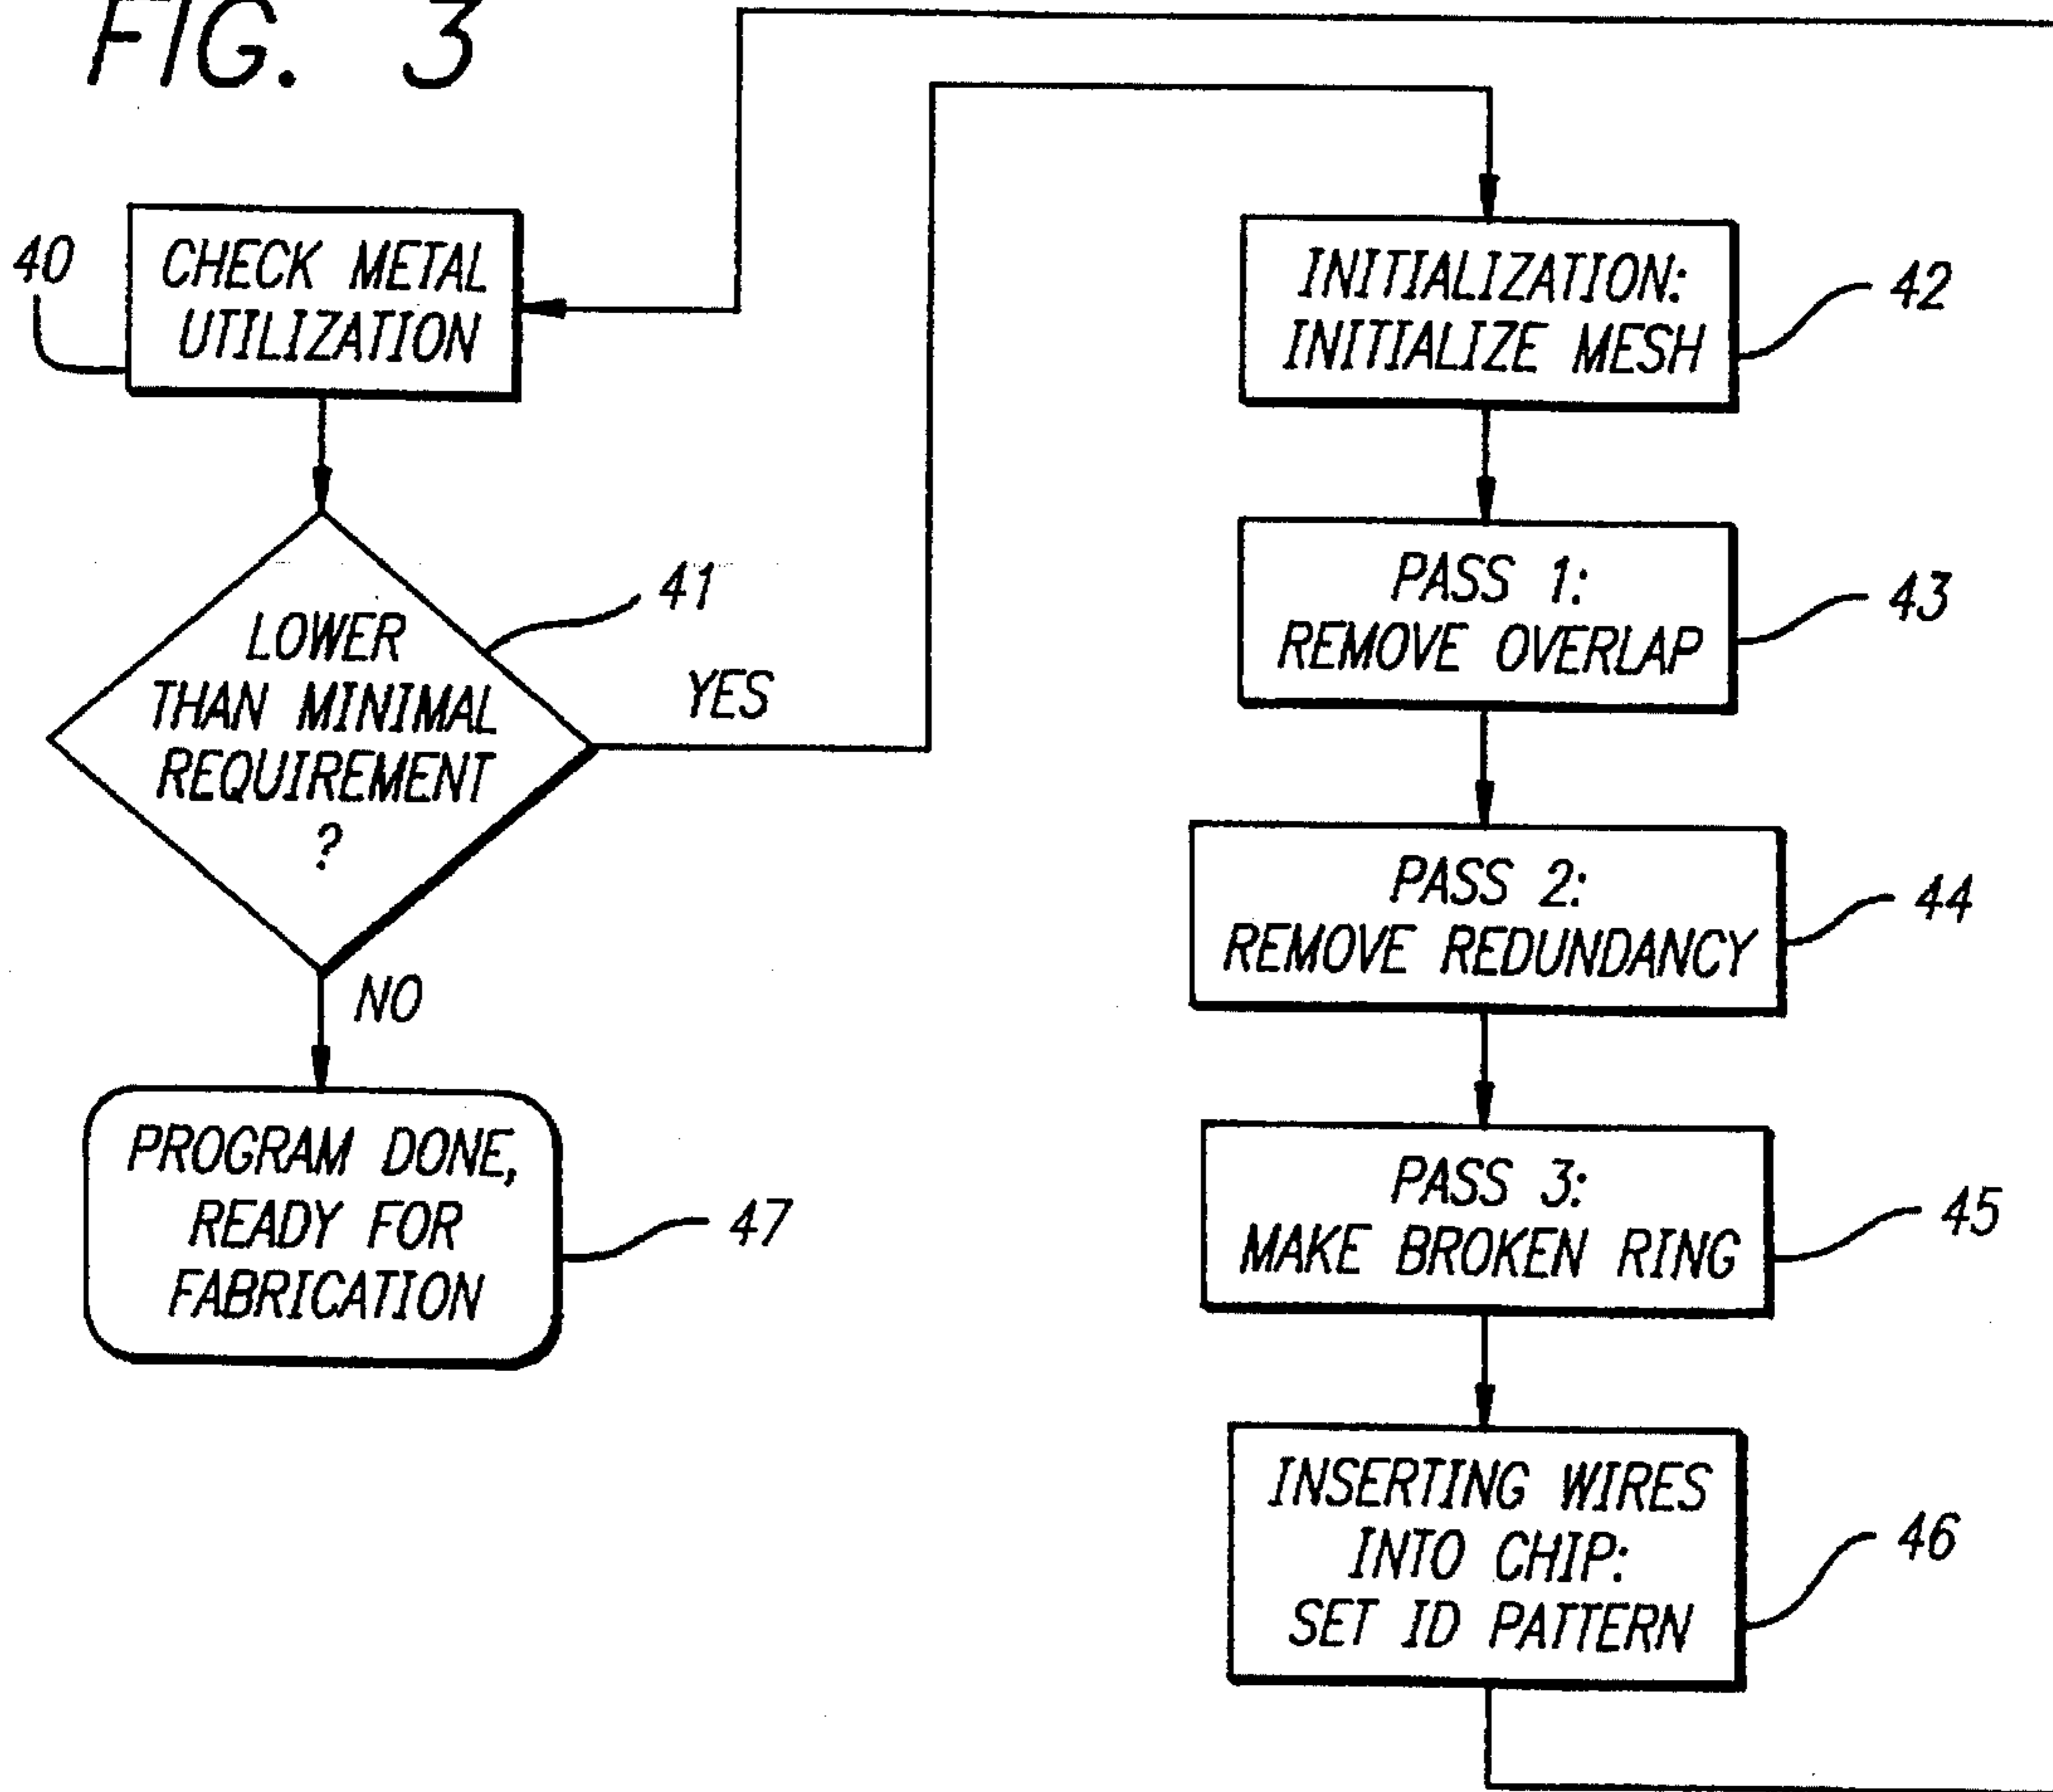 FIG. 3
40
CHECK METAL
UTILIZATION
LOWER
THAN MINIMAL
REQUIREMENT
?
41
YES
NO
PROGRAM DONE,
READY FOR
FABRICATION
47
INITIALIZATION:
INITIALIZE MESH
42
PASS 1:
REMOVE OVERLAP
43
PASS 2:
REMOVE REDUNDANCY
44
PASS 3:
MAKE BROKEN RING
45
INSERTING WIRES
INTO CHIP:
SET ID PATTERN
46